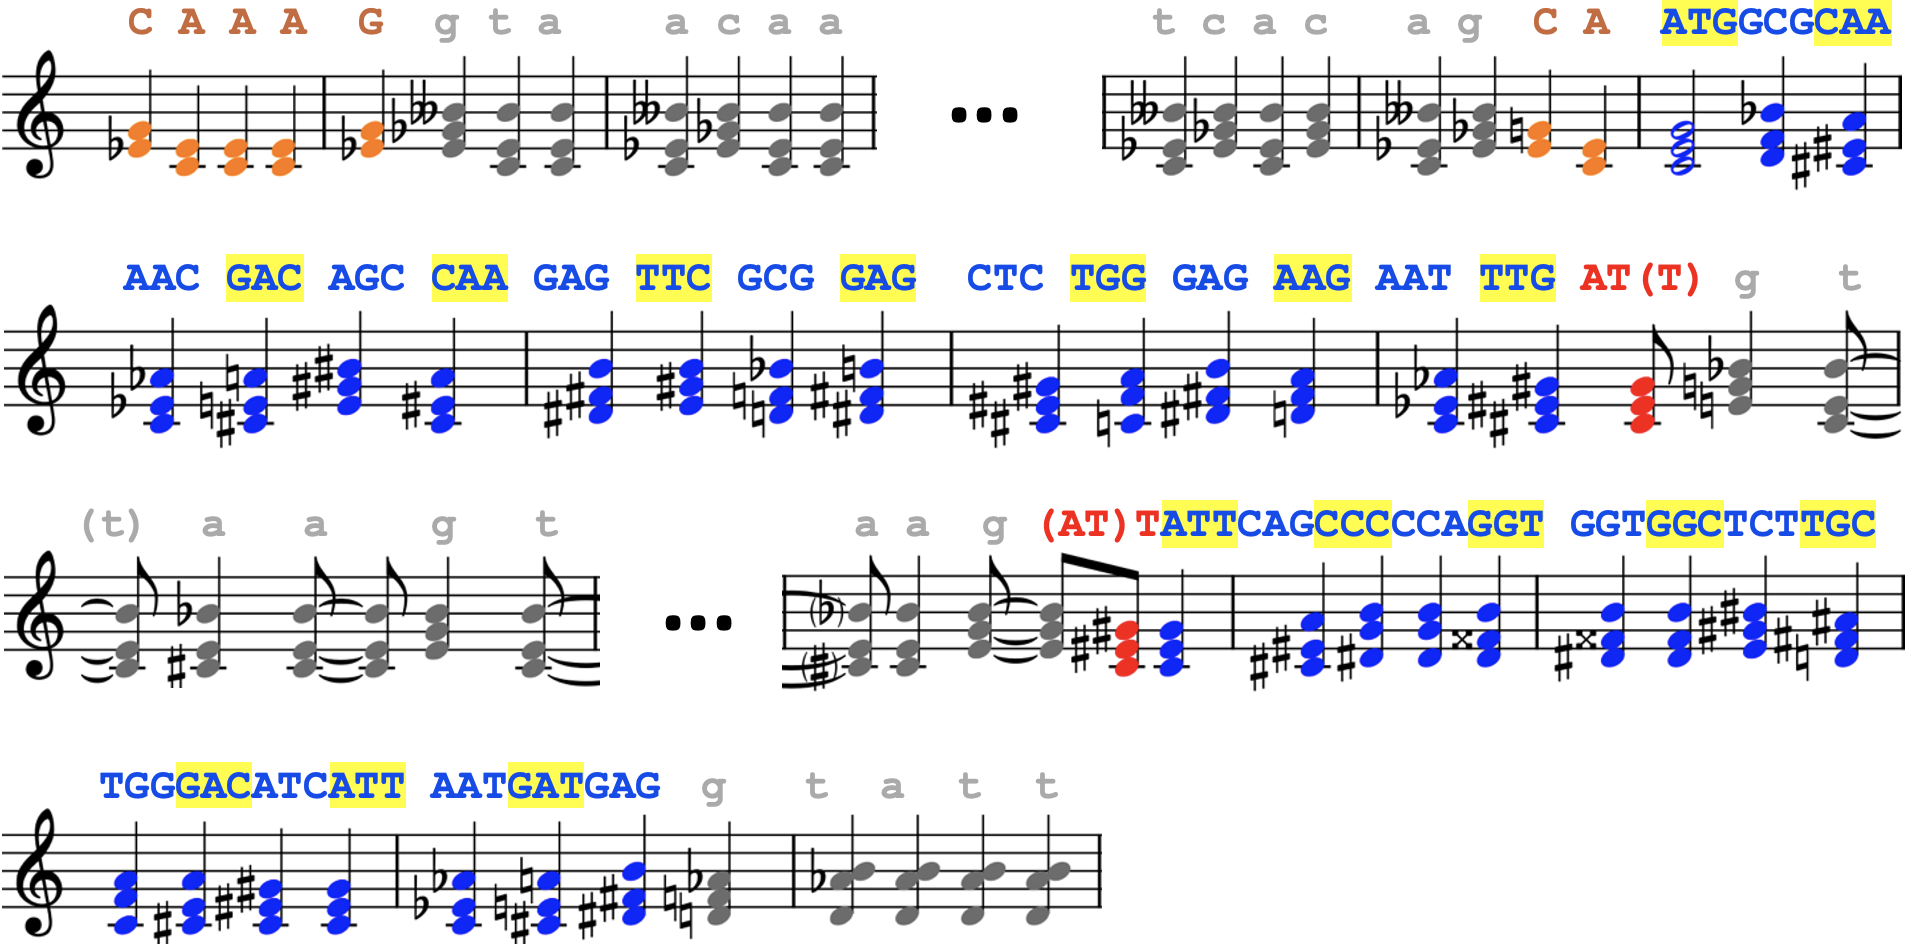 C A A A G g t a a c a a ... t c a c a g C A ATGGCGCAA
AAC GAC AGC CAA GAG TTC GCG GAG CTC TGG GAG AAG AAT TTG AT(T) g t
(t) a a g t ... a a g (AT)TATTCAGCCCCCAGGT GGTGGCTCTTGC
TGGGACATCATT AATGATGAG g t a t t